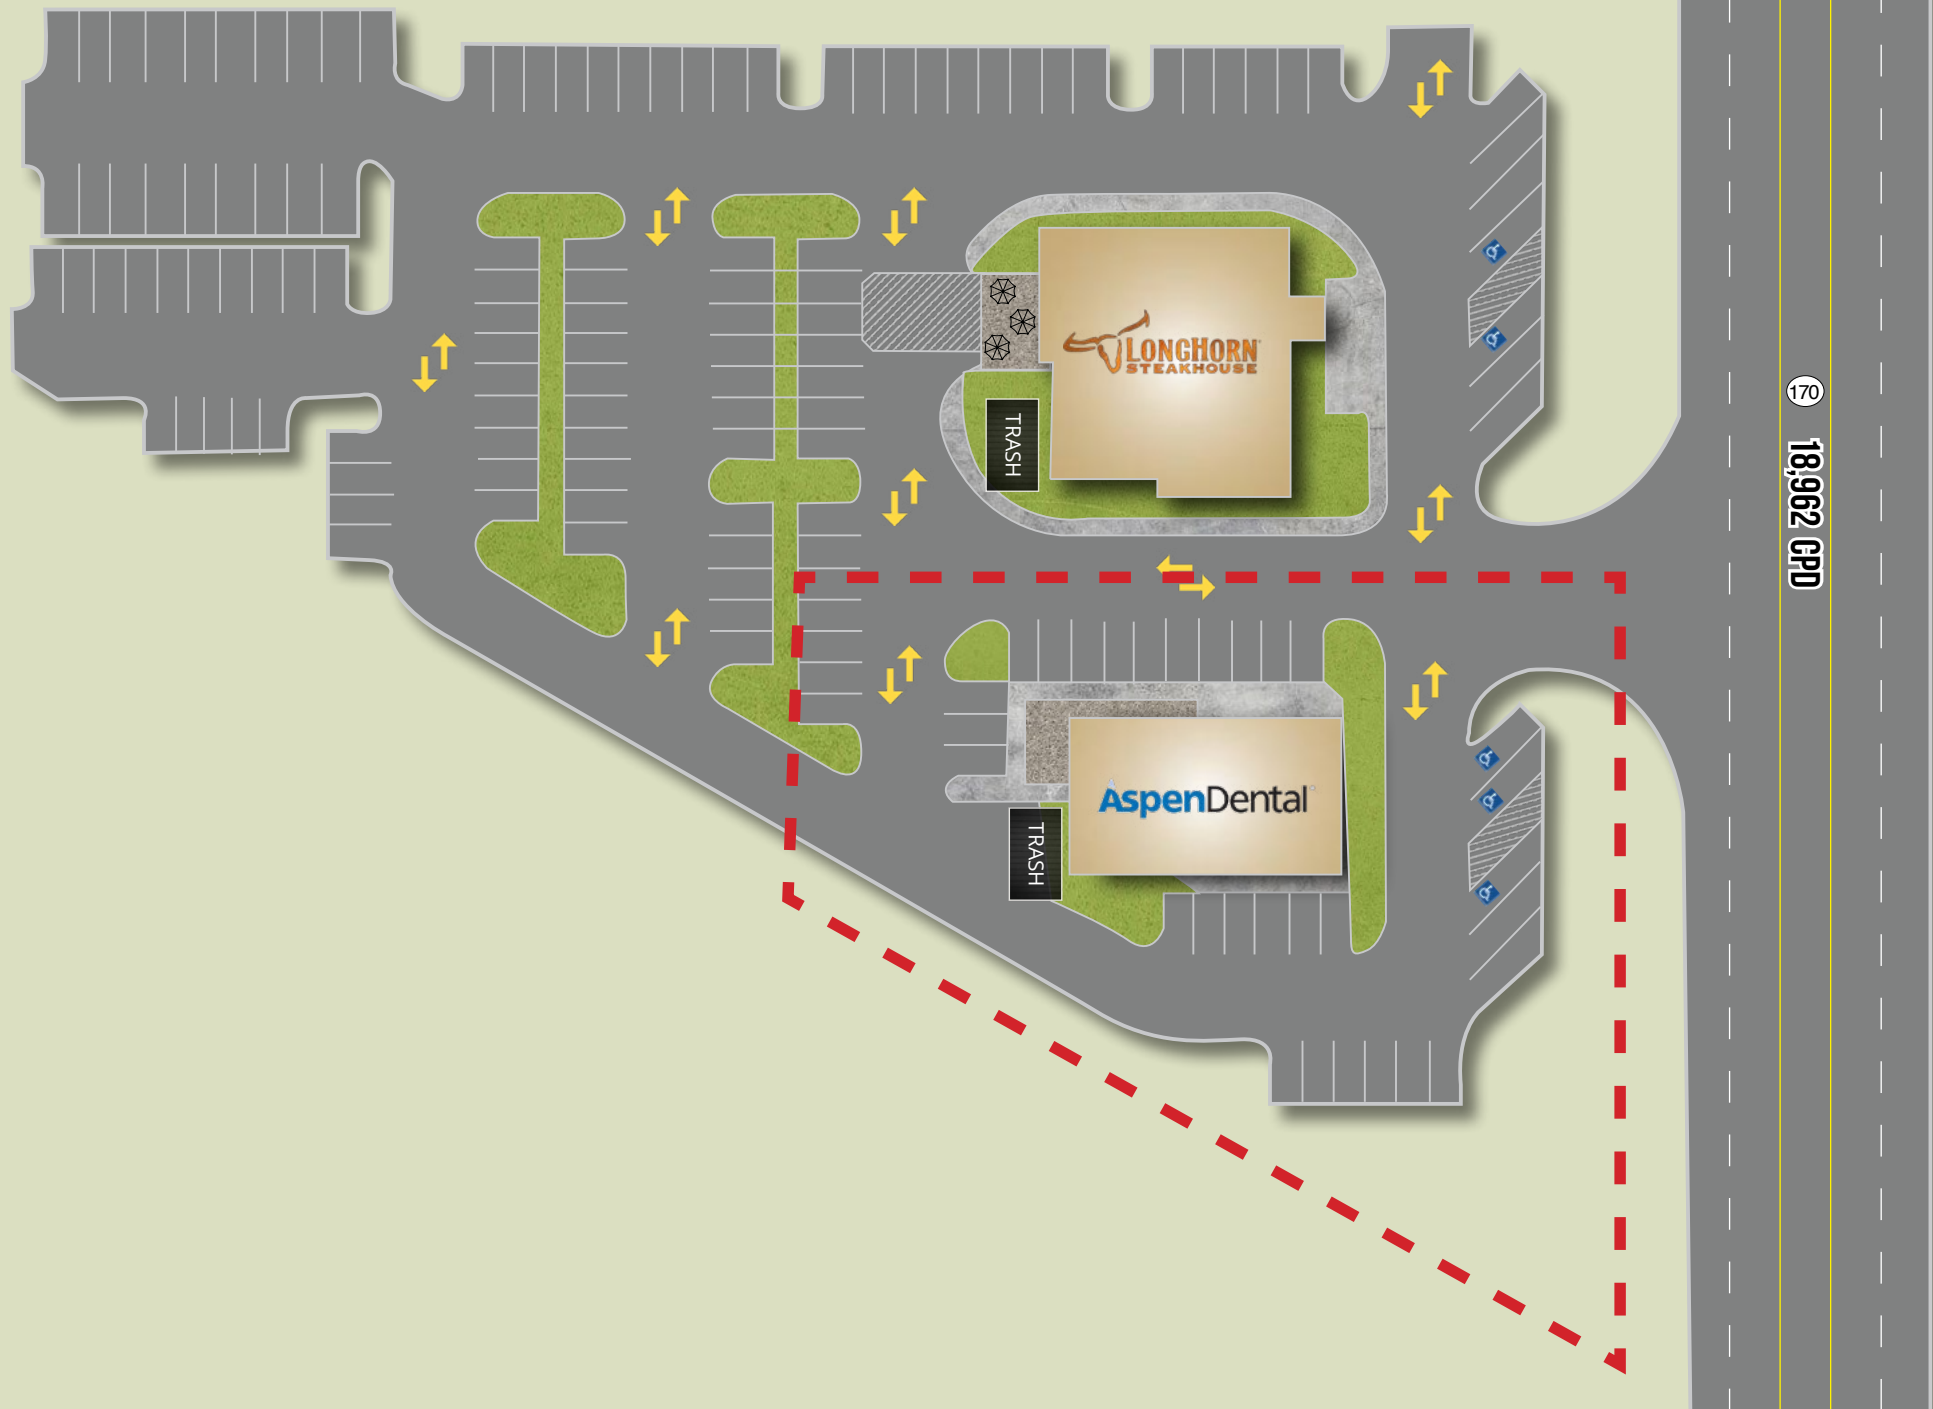 LONGHORN
STEAKHOUSE
TRASH
170
18,962 CPD
AspenDental
TRASH